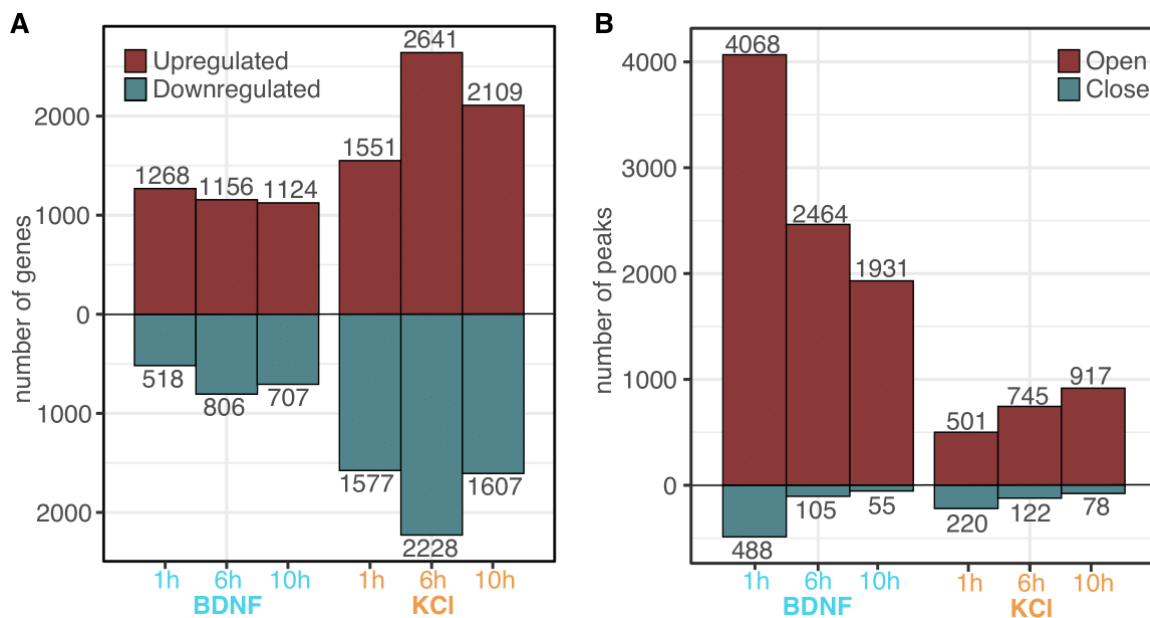 A
Upregulated
Downregulated
number of genes
2000
1000
0
1000
2000
1268
1156
1124
1551
2641
2109
518
806
707
1577
2228
1607
1h
6h
10h
1h
6h
10h
BDNF
KCl
B
Open
Close
number of peaks
4000
3000
2000
1000
0
4068
2464
1931
501
745
917
488
105
55
220
122
78
1h
6h
10h
1h
6h
10h
BDNF
KCl